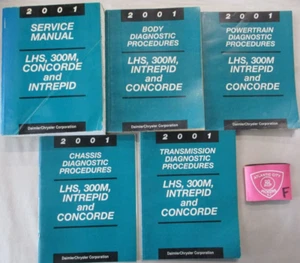 2001
SERVICE
MANUAL
LHS, 300M,
CONCORDE
and
INTREPID
DaimlerChrysler Corporation
2001
BODY
DIAGNOSTIC
PROCEDURES
LHS, 300M,
INTREPID
and
CONCORDE
DaimlerChrysler Corporation
2001
POWERTRAIN
DIAGNOSTIC
PROCEDURES
LHS, 300M
INTREPID
and
CONCORDE
DaimlerChrysler Corporation
2001
CHASSIS
DIAGNOSTIC
PROCEDURES
LHS, 300M,
INTREPID
and
CONCORDE
DaimlerChrysler Corporation
2001
TRANSMISSION
DIAGNOSTIC
PROCEDURES
LHS, 300M,
INTREPID
and
CONCORDE
DaimlerChrysler Corporation
F